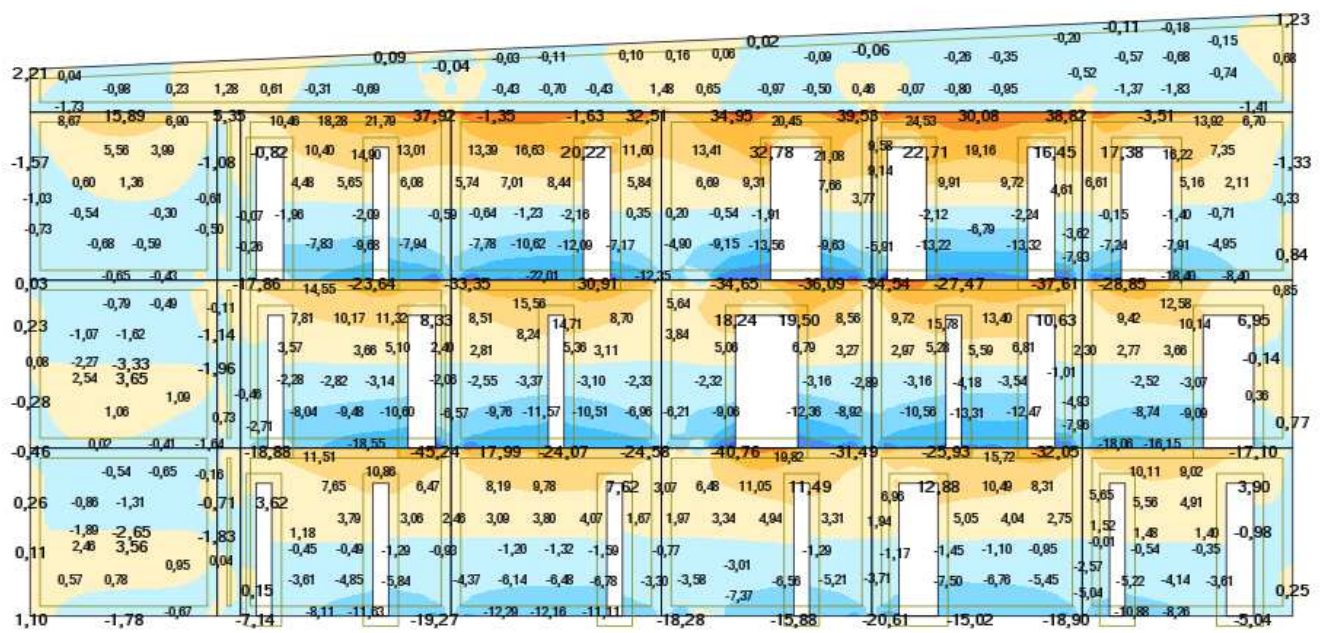 1,23
-0,11 -0,18
0,02 -0,20 -0,15
0,09 -0,04 -0,03 -0,11 0,10 0,16 0,06 -0,09 -0,06 -0,26 -0,35 -0,57 -0,68 0,68
2,21 0,04 -0,52 -0,74
-0,98 0,23 1,28 0,61 -0,31 -0,69 -0,43 -0,70 -0,43 1,48 0,65 -0,97 -0,50 0,46 -0,07 -0,80 -0,95 -1,37 -1,83
-1,73 -1,41
15,89 5,35 37,92 -1,35 -1,63 32,51 34,95 39,53 30,08 38,82 -3,51
8,67 6,90 10,46 18,28 21,79 20,45 24,53 13,92 6,70
5,56 3,99 -0,82 10,40 14,90 13,01 13,39 16,63 20,22 11,60 13,41 32,78 21,08 9,58 22,71 19,16 16,45 17,38 16,22 7,35
-1,57 -1,08 9,14 -1,33
0,60 1,36 4,48 5,65 6,08 5,74 7,01 8,44 5,84 6,69 9,31 7,66 9,91 9,72 4,61 6,61 5,16 2,11
-1,03 -0,61 3,77 -0,33
-0,54 -0,30 -0,07 -1,96 -2,09 -0,59 -0,64 -1,23 -2,16 0,35 0,20 -0,54 -1,91 -2,12 -2,24 -0,15 -1,40 -0,71
-0,73 -0,50 -6,79 -3,62
-0,68 -0,59 -0,26 -7,83 -9,68 -7,94 -7,78 -10,62 -12,09 -7,17 -4,90 -9,15 -13,56 -9,63 -5,91 -13,22 -13,32 -7,24 -7,91 -4,95
-7,93 0,84
-0,65 -0,43 -22,01 -12,35 -18,49 -8,40
0,03 -17,86 -23,64 -33,35 -30,91 -34,65 -36,09 -54,54 -27,47 -37,61 -28,85
14,55 0,85
-0,79 -0,49 -0,11 15,56 5,64 12,58
7,81 10,17 11,32 8,33 8,51 14,71 8,70 18,24 19,50 8,56 9,72 15,78 13,40 10,63 9,42 10,14 6,95
0,23
-1,07 -1,62 -1,14 8,24 3,84
3,57 3,66 5,10 2,40 2,81 5,36 3,11 5,06 6,79 3,27 2,97 5,28 5,59 6,81 2,30 2,77 3,66
0,08 -2,27 -3,33 -1,96 -0,14
2,54 3,65 -2,28 -2,82 -3,14 -2,06 -2,55 -3,37 -3,10 -2,33 -2,32 -3,16 -2,89 -3,16 -4,18 -3,54 -1,01 -2,52 -3,07
-0,28 1,09 -0,46 -4,93 0,36
1,06 0,73 -8,04 -9,48 -10,60 -6,57 -9,76 -11,57 -10,51 -6,96 -6,21 -9,06 -12,36 -8,92 -10,56 -13,31 -12,47 -8,74 -9,09
-2,71 -7,96 0,77
0,02 -0,41 -1,64 -18,55 -18,06 -16,15
-0,46 -18,88 -45,24 17,99 -24,07 -24,56 -40,76 -31,49 -25,93 -32,05 -17,10
11,51 19,82 15,72
-0,54 -0,65 -0,16 10,86 10,11 9,02
7,65 6,47 8,19 9,78 7,62 3,07 6,48 11,05 11,49 12,88 10,49 8,31 3,90
0,26 -0,86 -1,31 -0,71 3,62 6,96 5,65 5,56 4,91
3,79 3,06 2,46 3,09 3,80 4,07 1,67 1,97 3,34 4,94 3,31 1,94 5,05 4,04 2,75 1,52
-1,89 -2,65 -1,83 1,18 1,48 1,40 -0,98
2,46 3,56 -0,45 -0,49 -1,29 -0,93 -1,20 -1,32 -1,59 -0,77 -1,29 -1,17 -1,45 -1,10 -0,95 -0,01 -0,54 -0,35
0,11 0,95 0,04 -3,01 -2,57
0,57 0,78 -3,61 -4,85 -5,84 -4,37 -6,14 -6,48 -6,78 -3,30 -3,58 -6,56 -5,21 -3,71 -7,50 -6,76 -5,45 -5,22 -4,14 -3,61
0,15 -7,37 -5,04 0,25
-0,67 -8,11 -11,63 -12,29 -12,16 -11,11 -10,88 -8,26
1,10 -1,78 -7,14 -19,27 -18,28 -15,88 -20,61 -15,02 -18,90 -5,04